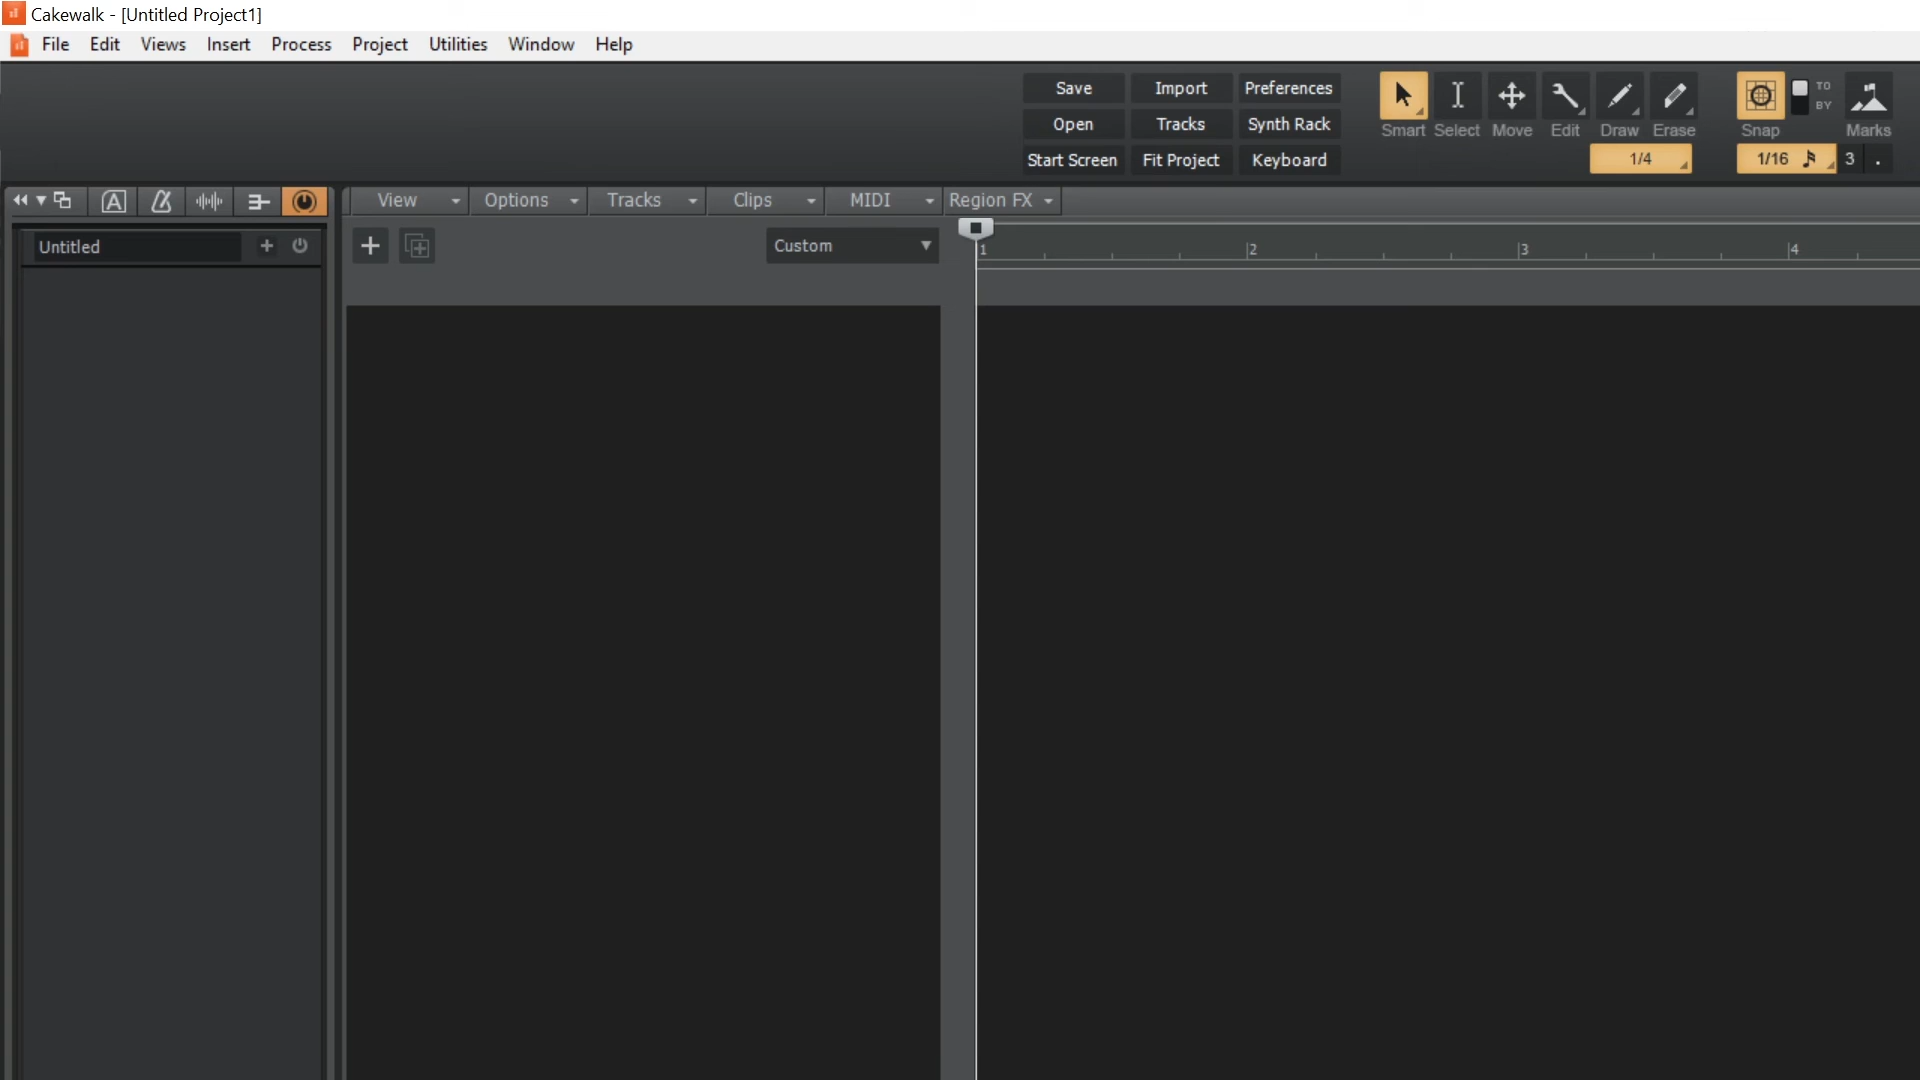 Cakewalk - [Untitled Project1]
File Edit Views Insert Process Project Utilities Window Help
Save Import Preferences
Open Tracks Synth Rack
Start Screen Fit Project Keyboard
TO
BY
Smart Select Move Edit Draw Erase Snap Marks
1/4 1/16 3 .
View Options Tracks Clips MIDI Region FX
Untitled
Custom
1 2 3 4